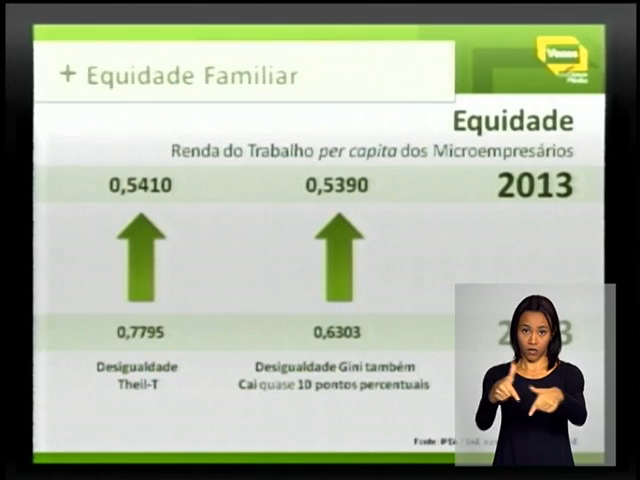 Vozes
+ Equidade Familiar
Equidade
Renda do Trabalho per capita dos Microempresários
0,5410 0,5390 2013
0,7795 0,6303
Desigualdade Desigualdade Gini também
Theil-T Cai quase 10 pontos percentuais
Fonte: